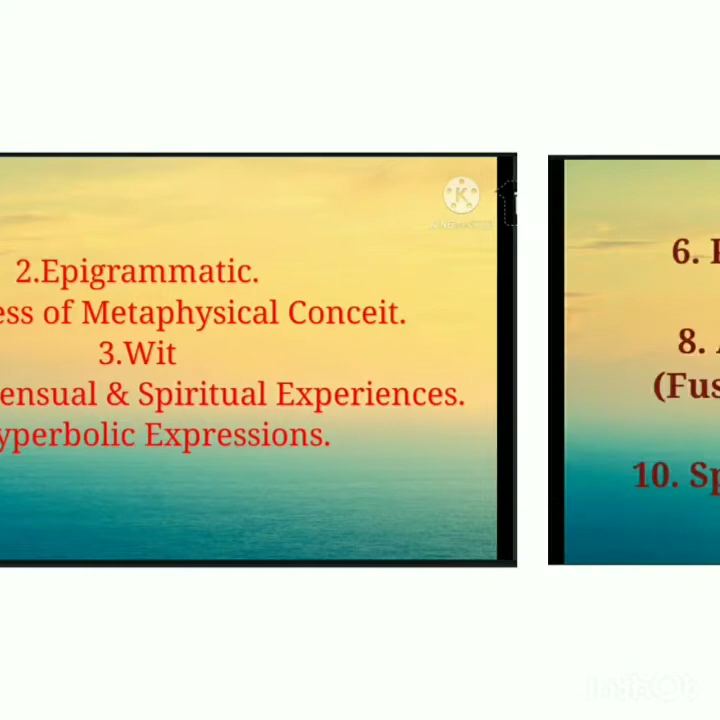 2.Epigrammatic.
ess of Metaphysical Conceit.
3.Wit
ensual & Spiritual Experiences.
yperbolic Expressions.
6.
8.
(Fus
10. Sp